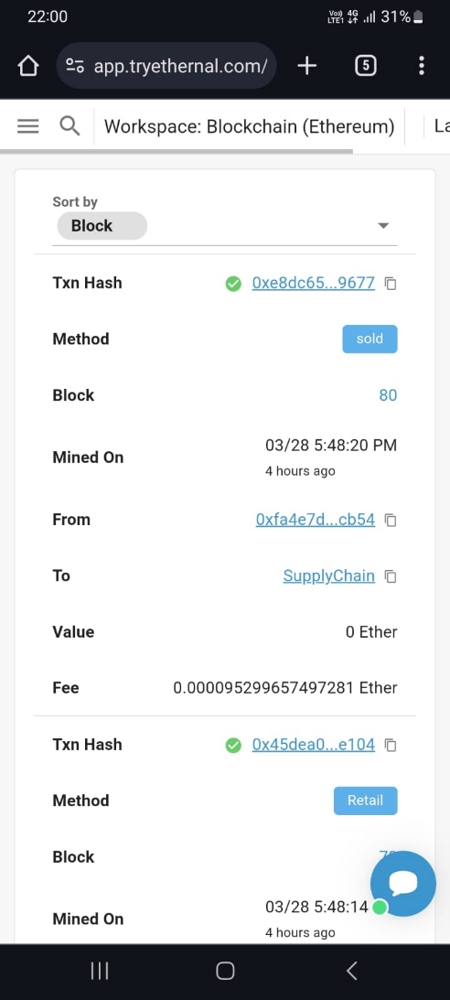 22:00
Vo)) 4G LTE1 31%
app.tryethernal.com/
5
Workspace: Blockchain (Ethereum)
La
Sort by
Block
Txn Hash 0xe8dc65...9677
Method sold
Block 80
Mined On 03/28 5:48:20 PM
4 hours ago
From 0xfa4e7d...cb54
To SupplyChain
Value 0 Ether
Fee 0.000095299657497281 Ether
Txn Hash 0x45dea0...e104
Method Retail
Block
Mined On 03/28 5:48:14
4 hours ago